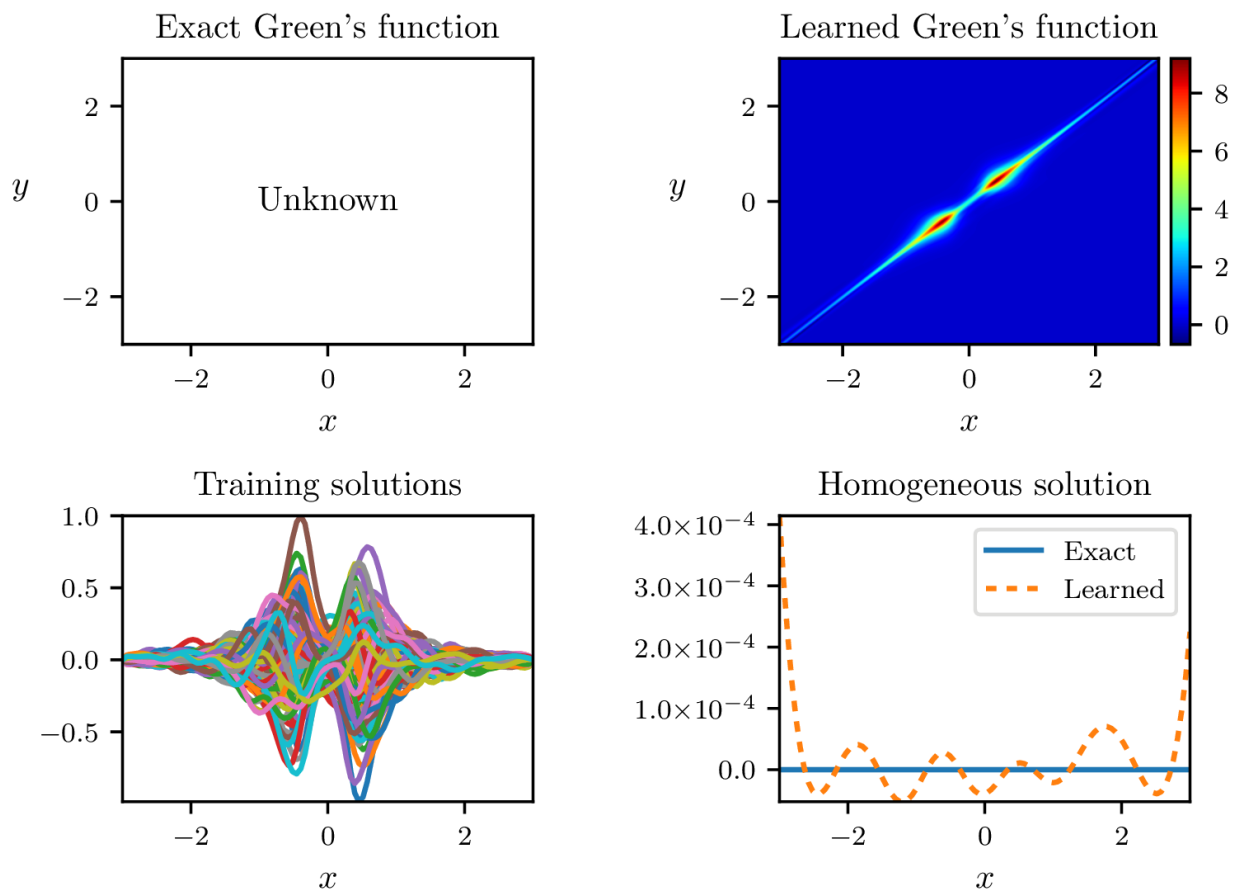 Exact Green's function
2
0
−2
y
Unknown
−2 0 2
x
Learned Green's function
2
0
−2
y
8
6
4
2
0
−2 0 2
x
Training solutions
1.0
0.5
0.0
−0.5
−2 0 2
x
Homogeneous solution
4.0×10⁻⁴
3.0×10⁻⁴
2.0×10⁻⁴
1.0×10⁻⁴
0.0
Exact
Learned
−2 0 2
x